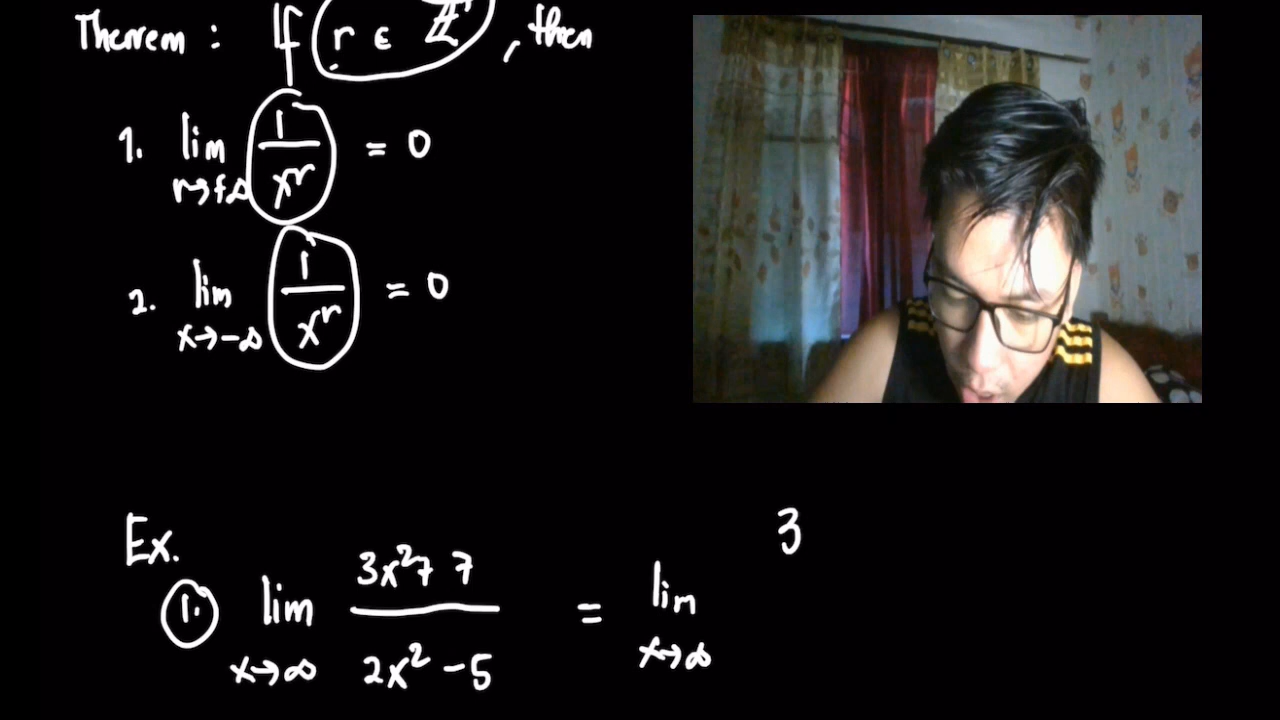 Theorem : If r ∈ ℤ⁺, then
1. lim r→+∞ 1/xʳ = 0
2. lim x→-∞ 1/xʳ = 0
Ex.
1. lim x→∞ 3x²+ 7 / 2x² - 5 = lim x→∞ 3